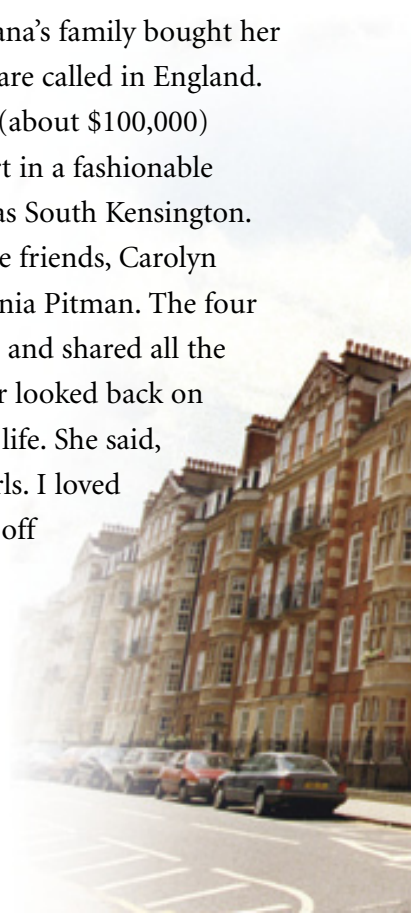 ana’s family bought her
are called in England.
(about $100,000)
t in a fashionable
as South Kensington.
e friends, Carolyn
nia Pitman. The four
and shared all the
r looked back on
life. She said,
rls. I loved
off